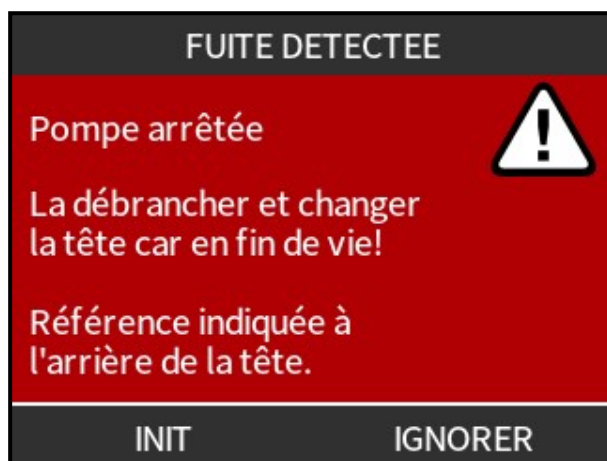 FUITE DETECTEE
Pompe arrêtée
La débrancher et changer
la tête car en fin de vie!
Référence indiquée à
l'arrière de la tête.
INIT
IGNORER